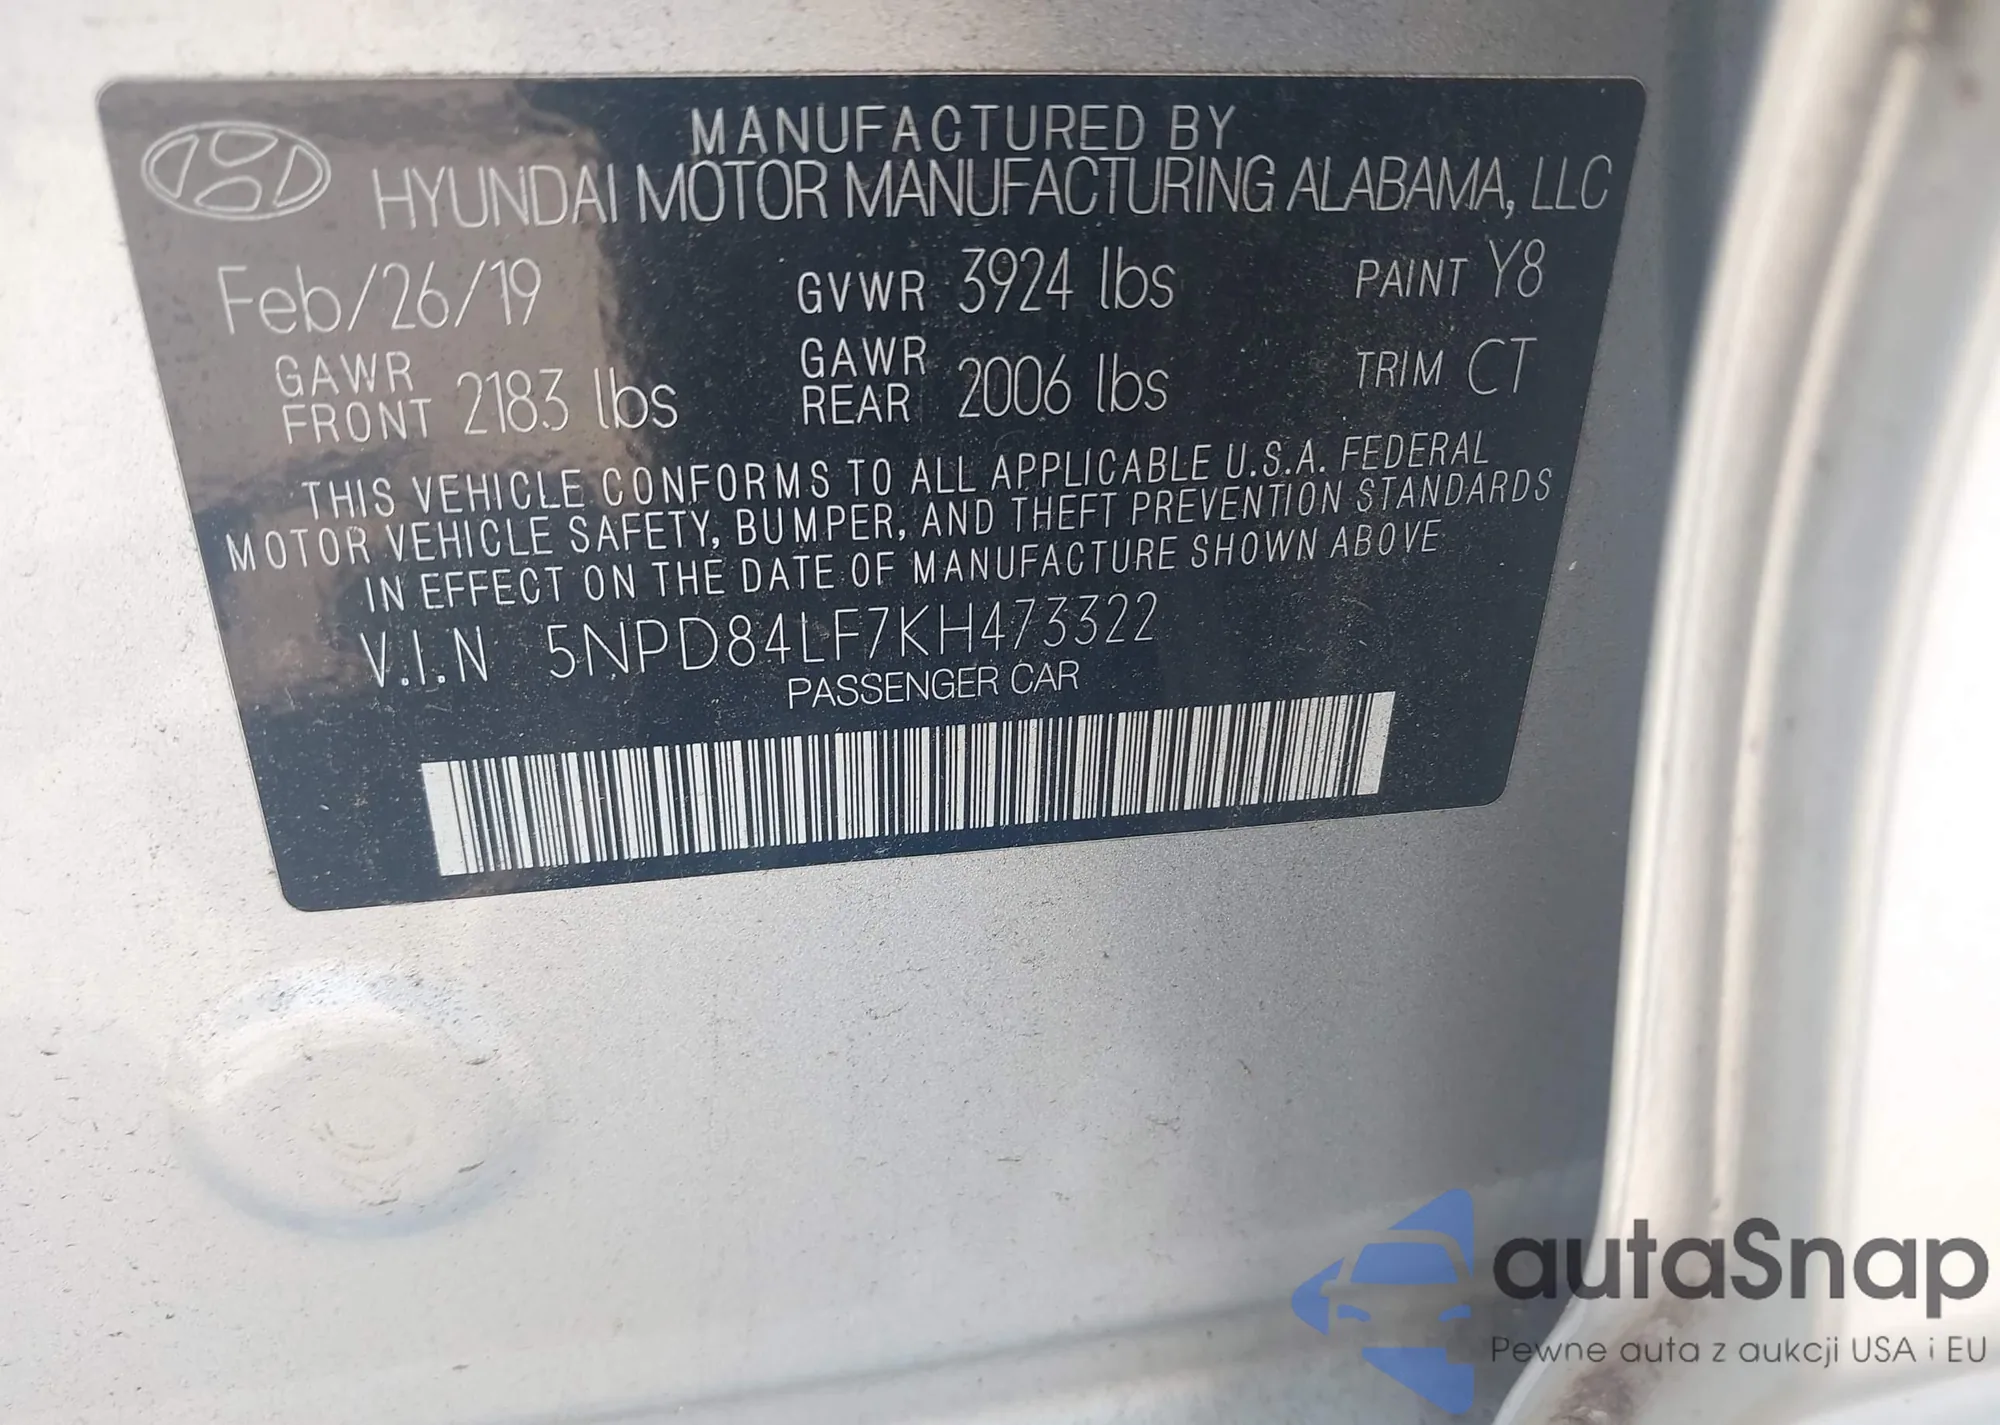 MANUFACTURED BY
HYUNDAI MOTOR MANUFACTURING ALABAMA, LLC
Feb/26/19 GVWR 3924 lbs PAINT Y8
GAWR FRONT 2183 lbs GAWR REAR 2006 lbs TRIM CT
THIS VEHICLE CONFORMS TO ALL APPLICABLE U.S.A. FEDERAL
MOTOR VEHICLE SAFETY, BUMPER, AND THEFT PREVENTION STANDARDS
IN EFFECT ON THE DATE OF MANUFACTURE SHOWN ABOVE
V.I.N 5NPD84LF7KH473322
PASSENGER CAR
autaSnap
Pewne auta z aukcji USA i EU